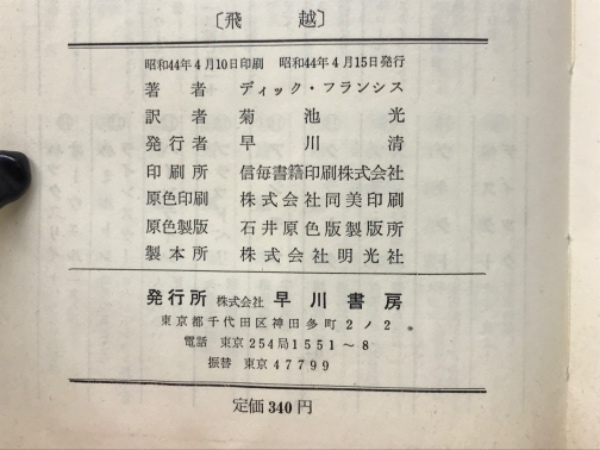 〔飛　越〕
昭和44年4月10日印刷　昭和44年4月15日発行
著者　ディック・フランシス
訳者　菊池光
発行者　早川清
印刷所　信毎書籍印刷株式会社
原色印刷　株式会社同美印刷
原色製版　石井原色版製版所
製本所　株式会社明光社
発行所　株式会社　早川書房
東京都千代田区神田多町2ノ2
電話　東京254局1551〜8
振替　東京47799
定価340円